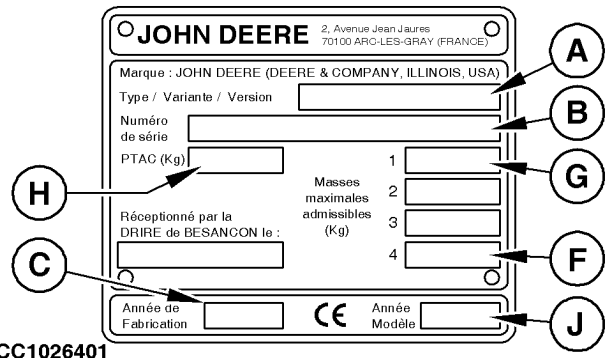 JOHN DEERE
2, Avenue Jean Jaures
70100 ARC-LES-GRAY (FRANCE)
Marque : JOHN DEERE (DEERE & COMPANY, ILLINOIS, USA)
Type / Variante / Version
A
Numéro
de série
B
PTAC (Kg)
H
Masses
maximales
admissibles
(Kg)
1
2
3
4
G
F
Réceptionné par la
DRIRE de BESANCON le :
C
Année de
Fabrication
CE
Année
Modèle
J
CC1026401